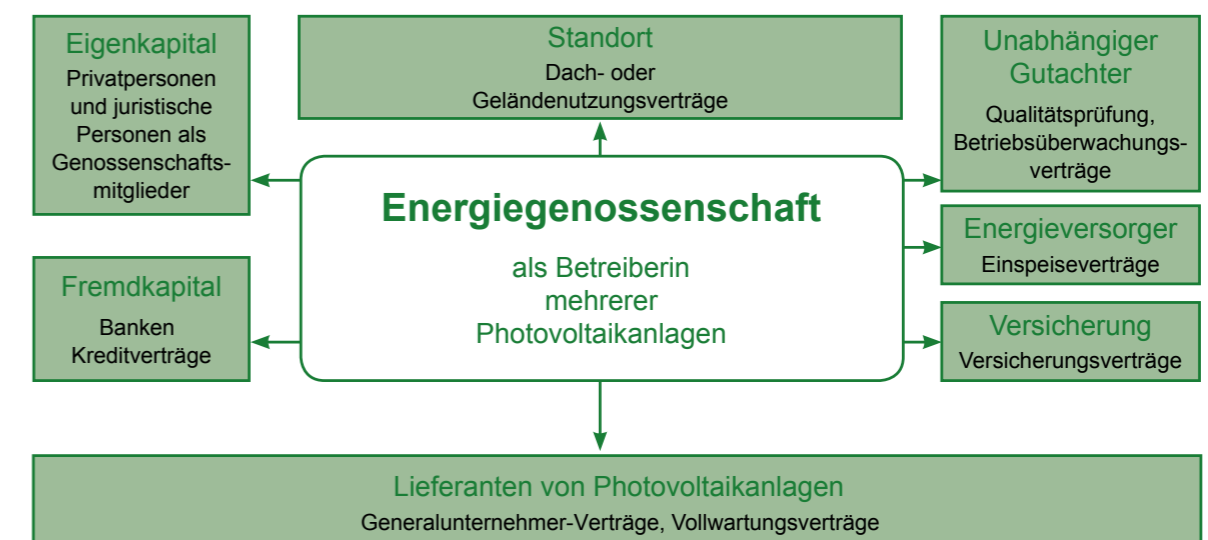 Eigenkapital
Privatpersonen
und juristische
Personen als
Genossenschafts-
mitglieder
Standort
Dach- oder
Geländenutzungsverträge
Unabhängiger
Gutachter
Qualitätsprüfung,
Betriebsüberwachungs-
verträge
Energiegenossenschaft
als Betreiberin
mehrerer
Photovoltaikanlagen
Energieversorger
Einspeiseverträge
Fremdkapital
Banken
Kreditverträge
Versicherung
Versicherungsverträge
Lieferanten von Photovoltaikanlagen
Generalunternehmer-Verträge, Vollwartungsverträge